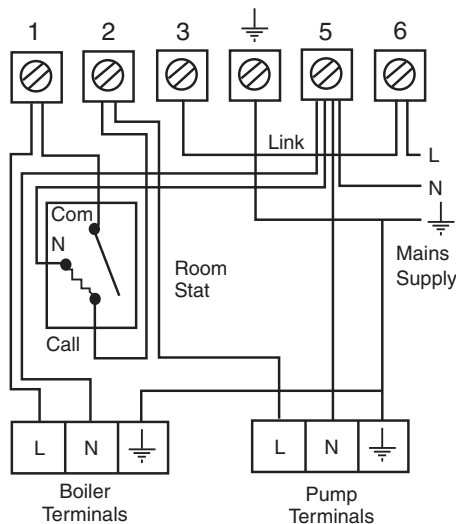 1 2 3 5 6
Link
L
N
Com
N
Mains
Supply
Room
Stat
Call
L N
L N
Boiler
Terminals
Pump
Terminals